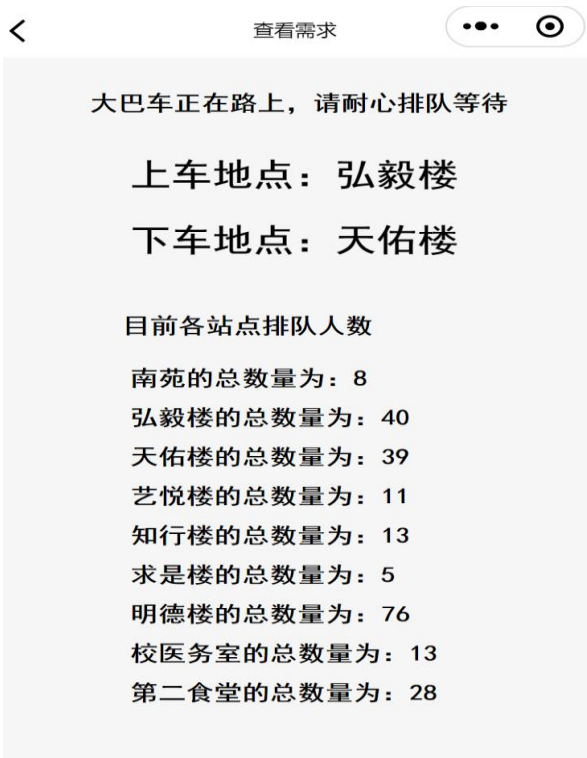 查看需求
大巴车正在路上，请耐心排队等待
上车地点：弘毅楼
下车地点：天佑楼
目前各站点排队人数
南苑的总数量为：8
弘毅楼的总数量为：40
天佑楼的总数量为：39
艺悦楼的总数量为：11
知行楼的总数量为：13
求是楼的总数量为：5
明德楼的总数量为：76
校医务室的总数量为：13
第二食堂的总数量为：28